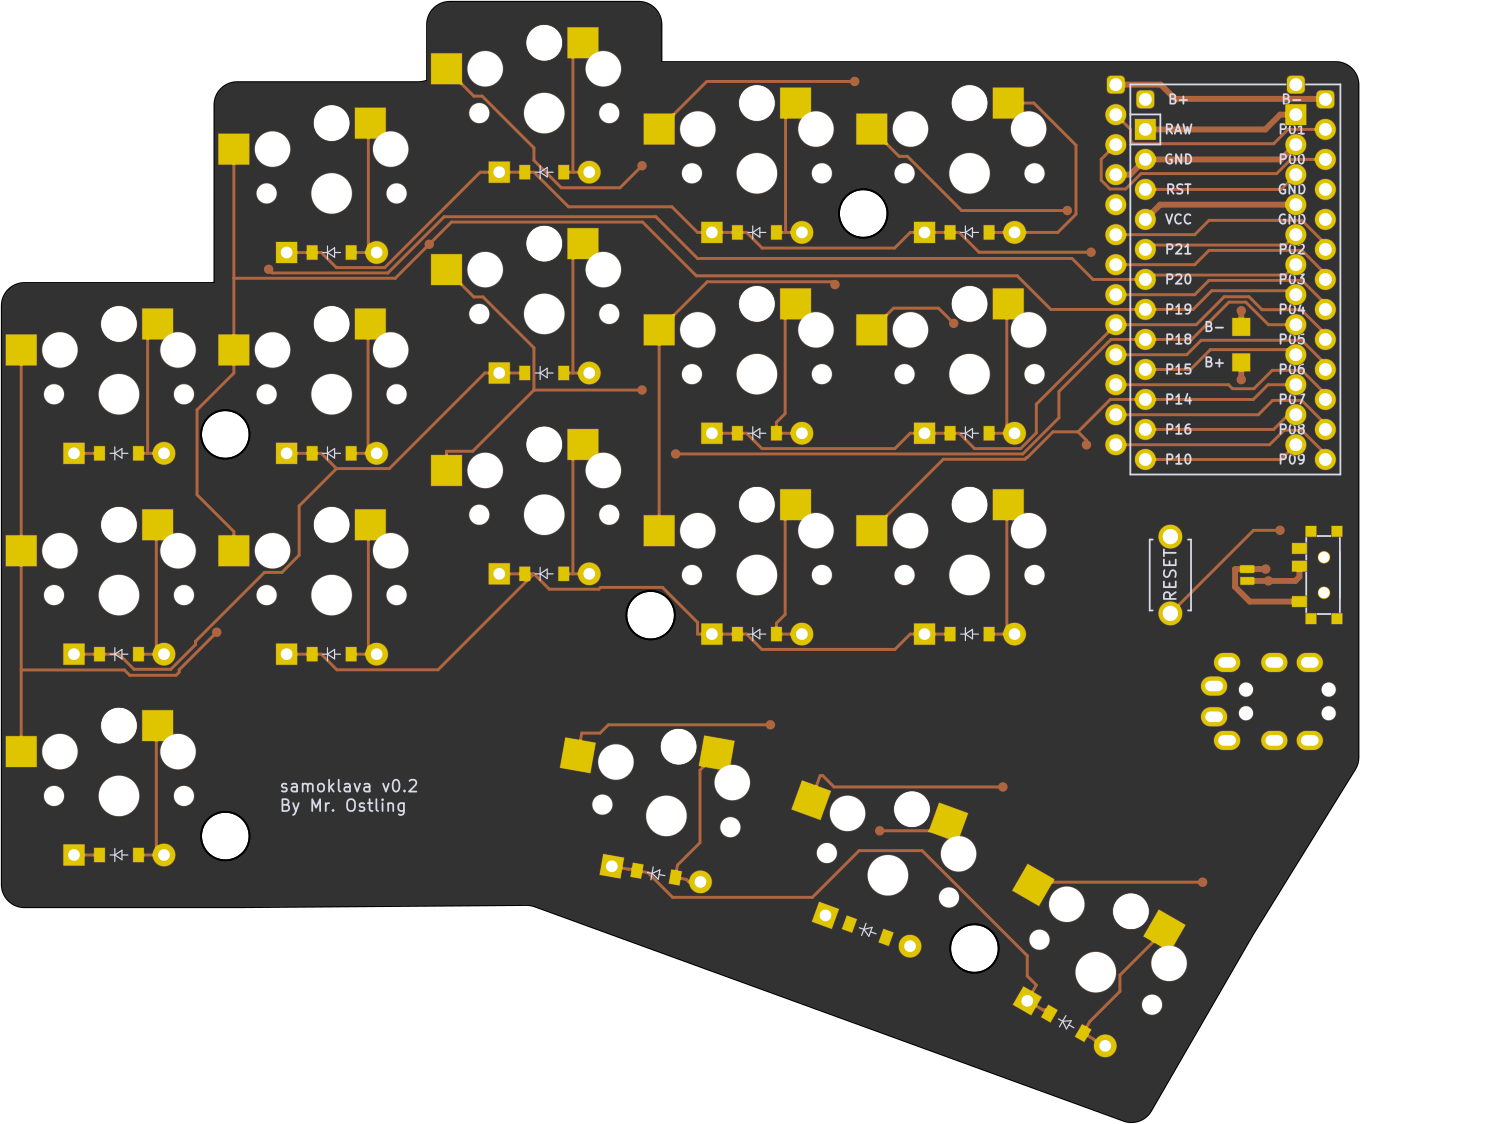 B+ B-
RAW P01
GND P00
RST GND
VCC GND
P21 P02
P20 P03
P19 P04
B-
P18 P05
B+
P15 P06
P14 P07
P16 P08
P10 P09
RESET
samoklava v0.2
By Mr. Ostling